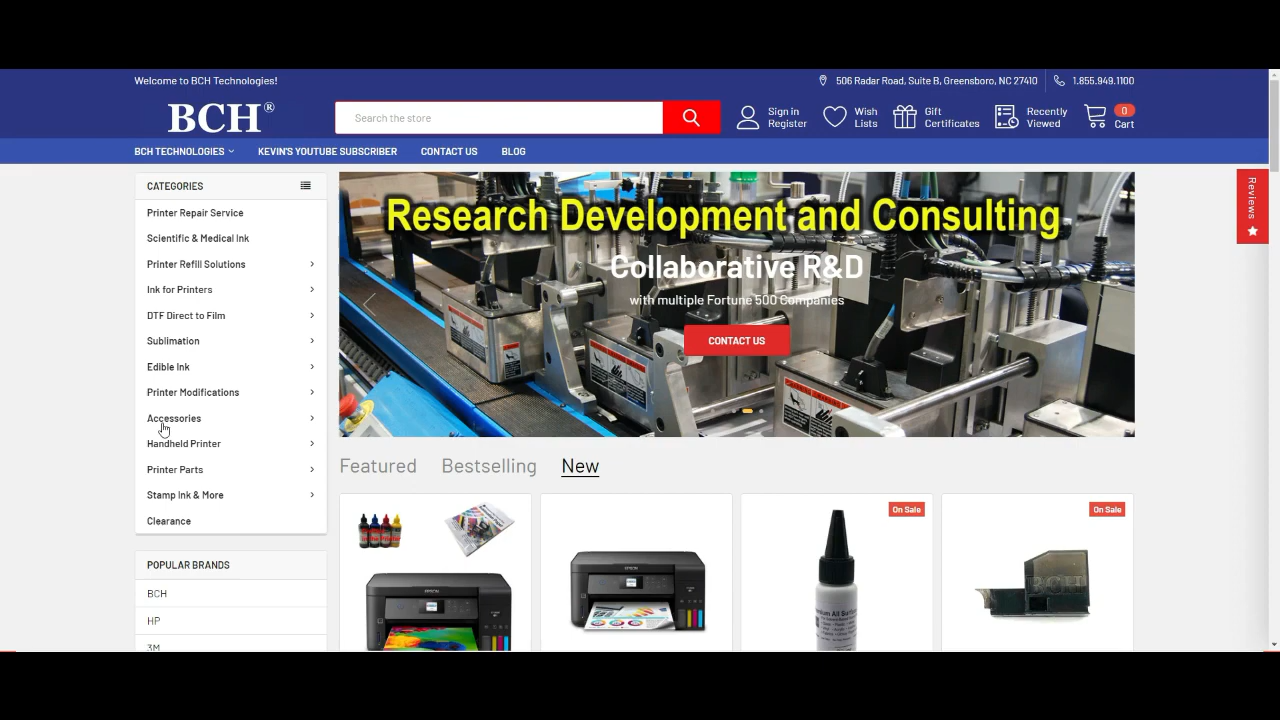 Welcome to BCH Technologies!
506 Radar Road, Suite B, Greensboro, NC 27410
1.855.949.1100
BCH®
Search the store
Sign in
Register
Wish
Lists
Gift
Certificates
Recently
Viewed
0
Cart
BCH TECHNOLOGIES
KEVIN'S YOUTUBE SUBSCRIBER
CONTACT US
BLOG
CATEGORIES
Printer Repair Service
Scientific & Medical Ink
Printer Refill Solutions
Ink for Printers
DTF Direct to Film
Sublimation
Edible Ink
Printer Modifications
Accessories
Handheld Printer
Printer Parts
Stamp Ink & More
Clearance
POPULAR BRANDS
BCH
HP
3M
Research Development and Consulting
Collaborative R&D
with multiple Fortune 500 Companies
CONTACT US
Reviews
Featured
Bestselling
New
EPSON
EPSON
On Sale
On Sale
BCH